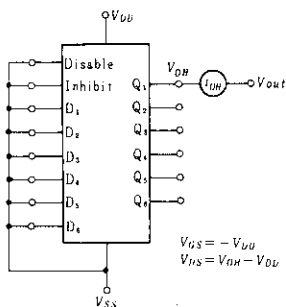 V_DD
Disable
Inhibit
D₁
D₂
D₃
D₄
D₅
D₆
Q₁
Q₂
Q₃
Q₄
Q₅
Q₆
V_OH
I_OH
V_out
V_GS = − V_DD
V_DS = V_OH − V_DD
V_SS